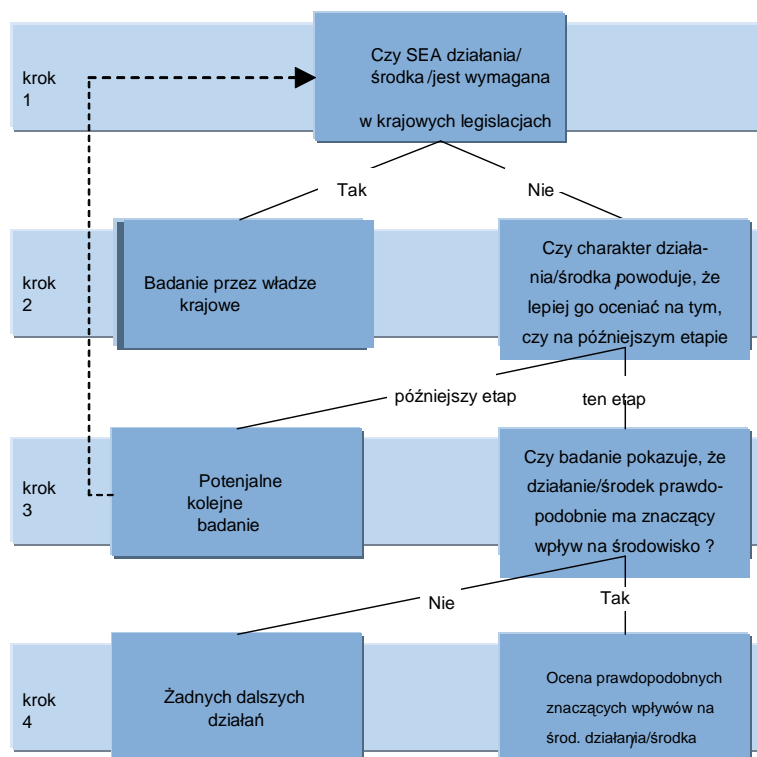 krok
1
Czy SEA działania/
środka /jest wymagana
w krajowych legislacjach
Tak
Nie
krok
2
Badanie przez władze
krajowe
Czy charakter działa-
nia/środka powoduje, że
lepiej go oceniać na tym,
czy na późniejszym etapie
późniejszy etap
ten etap
krok
3
Potenjalne
kolejne
badanie
Czy badanie pokazuje, że
działanie/środek prawdo-
podobnie ma znaczący
wpływ na środowisko ?
Nie
Tak
krok
4
Żadnych dalszych
działań
Ocena prawdopodobnych
znaczących wpływów na
środ. działania/środka